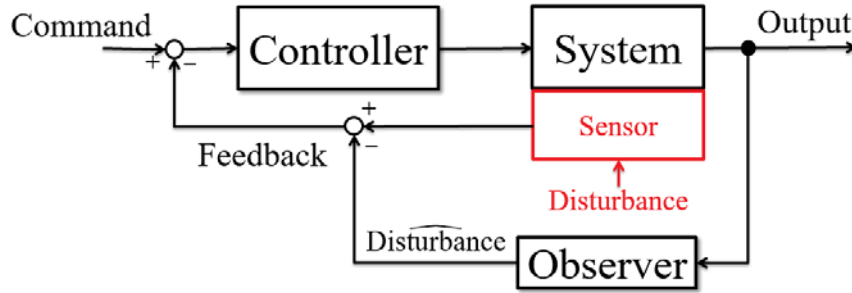 Command
Output
+
−
Controller
System
+
−
Sensor
Feedback
Disturbance
Disturbance
Observer